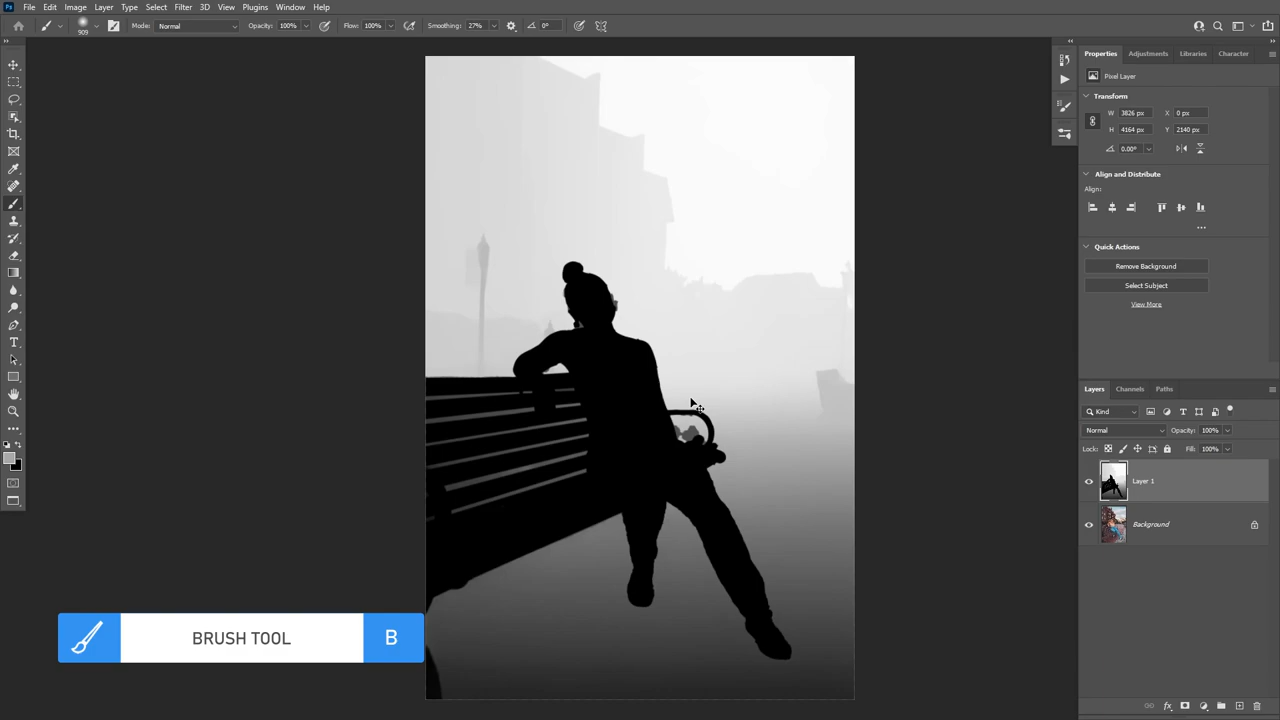 Ps File Edit Image Layer Type Select Filter 3D View Plugins Window Help
909 Mode: Normal Opacity: 100% Flow: 100% Smoothing: 27% 0°
Properties Adjustments Libraries Character
Pixel Layer
Transform
W 3826 px X 0 px
H 4164 px Y 2140 px
0.00°
Align and Distribute
Align:
Quick Actions
Remove Background
Select Subject
View More
Layers Channels Paths
Kind
Normal Opacity: 100%
Lock: Fill: 100%
Layer 1
Background
BRUSH TOOL B